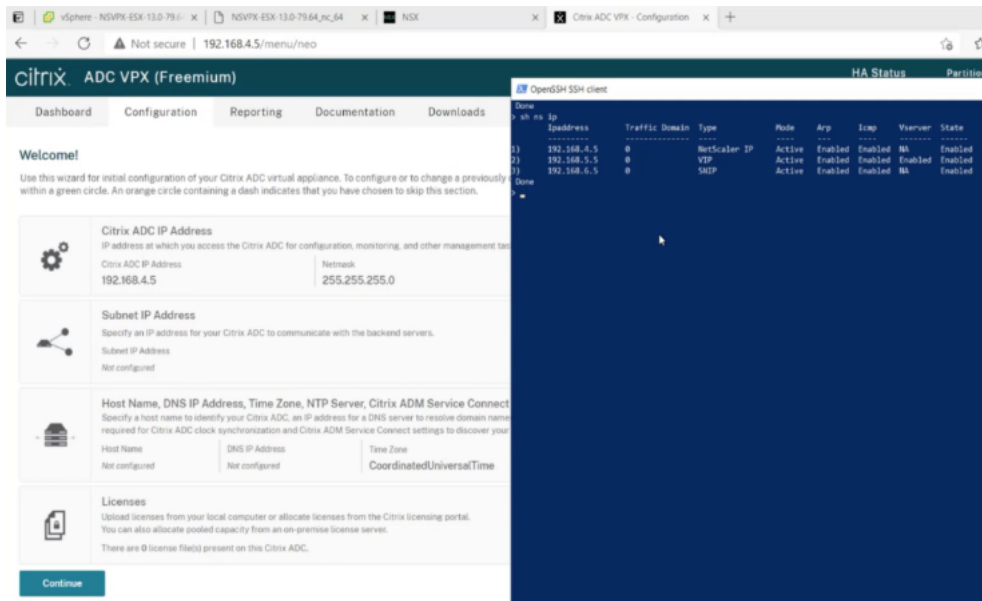 vSphere - NSVPX-ESX-13.0-79.6
NSVPX-ESX-13.0-79.64_nc_64
NSX
Citrix ADC VPX - Configuration
Not secure | 192.168.4.5/menu/neo
citrix. ADC VPX (Freemium)
HA Status
Partitio
OpenSSH SSH client
Dashboard
Configuration
Reporting
Documentation
Downloads
Done
> sh ns ip
Ipaddress Traffic Domain Type Mode Arp Icmp Vserver State
--------- -------------- ---- ---- --- ---- ------- ------
1) 192.168.4.5 0 NetScaler IP Active Enabled Enabled NA Enabled
2) 192.168.5.5 0 VIP Active Enabled Enabled Enabled Enabled
3) 192.168.6.5 0 SNIP Active Enabled Enabled NA Enabled
Done
>
Welcome!
Use this wizard for initial configuration of your Citrix ADC virtual appliance. To configure or to change a previously
within a green circle. An orange circle containing a dash indicates that you have chosen to skip this section.
Citrix ADC IP Address
IP address at which you access the Citrix ADC for configuration, monitoring, and other management tas
Citrix ADC IP Address
Netmask
192.168.4.5
255.255.255.0
Subnet IP Address
Specify an IP address for your Citrix ADC to communicate with the backend servers.
Subnet IP Address
Not configured
Host Name, DNS IP Address, Time Zone, NTP Server, Citrix ADM Service Connect
Specify a host name to identify your Citrix ADC, an IP address for a DNS server to resolve domain name
required for Citrix ADC clock synchronization and Citrix ADM Service Connect settings to discover your
Host Name
DNS IP Address
Time Zone
Not configured
Not configured
CoordinatedUniversalTime
Licenses
Upload licenses from your local computer or allocate licenses from the Citrix licensing portal.
You can also allocate pooled capacity from an on-premise license server.
There are 0 license file(s) present on this Citrix ADC.
Continue